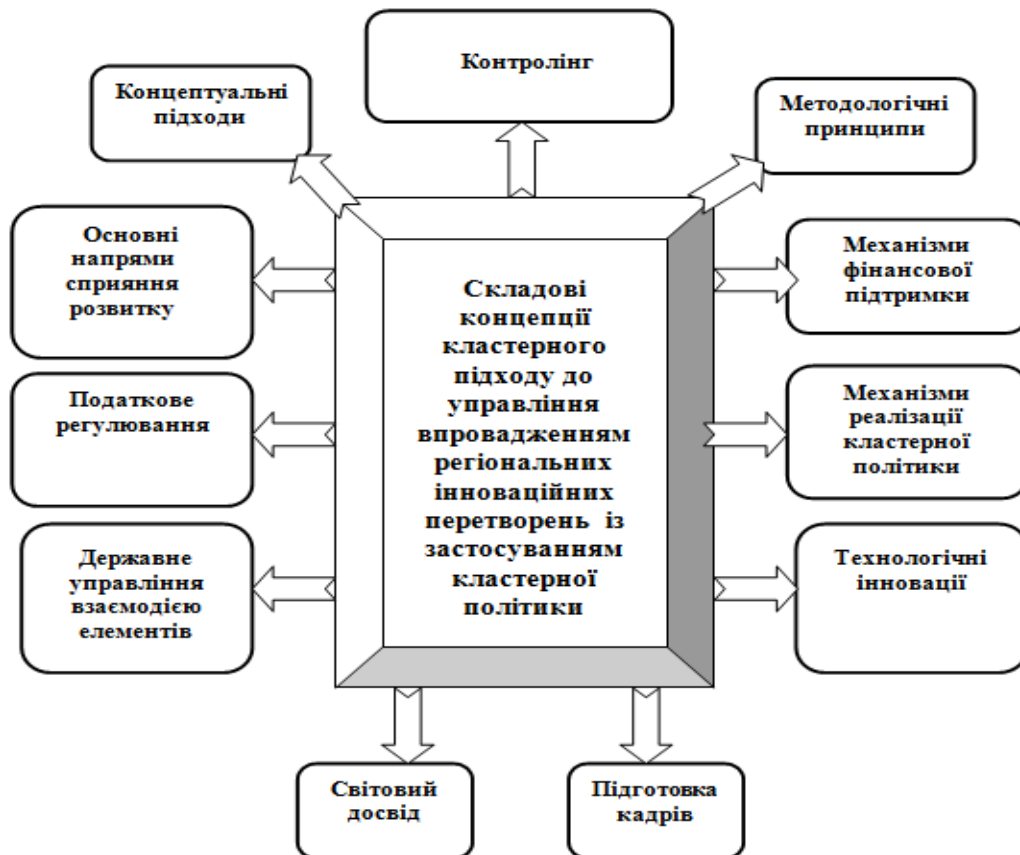 Контролінг
Концептуальні
підходи
Методологічні
принципи
Основні
напрями
сприяння
розвитку
Механізми
фінансової
підтримки
Складові
концепції
кластерного
підходу до
управління
впровадженням
регіональних
інноваційних
перетворень із
застосуванням
кластерної
політики
Податкове
регулювання
Механізми
реалізації
кластерної
політики
Державне
управління
взаємодією
елементів
Технологічні
інновації
Світовий
досвід
Підготовка
кадрів